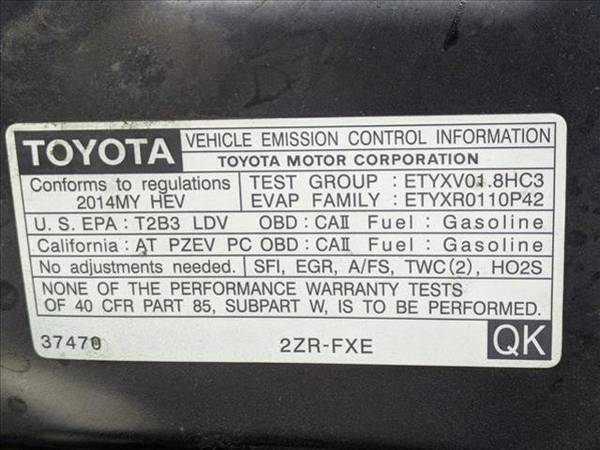 TOYOTA
VEHICLE EMISSION CONTROL INFORMATION
TOYOTA MOTOR CORPORATION
Conforms to regulations
2014MY HEV
TEST GROUP : ETYXV01.8HC3
EVAP FAMILY : ETYXR0110P42
U. S. EPA : T2B3 LDV OBD : CAII Fuel : Gasoline
California : AT PZEV PC OBD : CAII Fuel : Gasoline
No adjustments needed. SFI, EGR, A/FS, TWC(2), HO2S
NONE OF THE PERFORMANCE WARRANTY TESTS
OF 40 CFR PART 85, SUBPART W, IS TO BE PERFORMED.
37470 2ZR-FXE QK